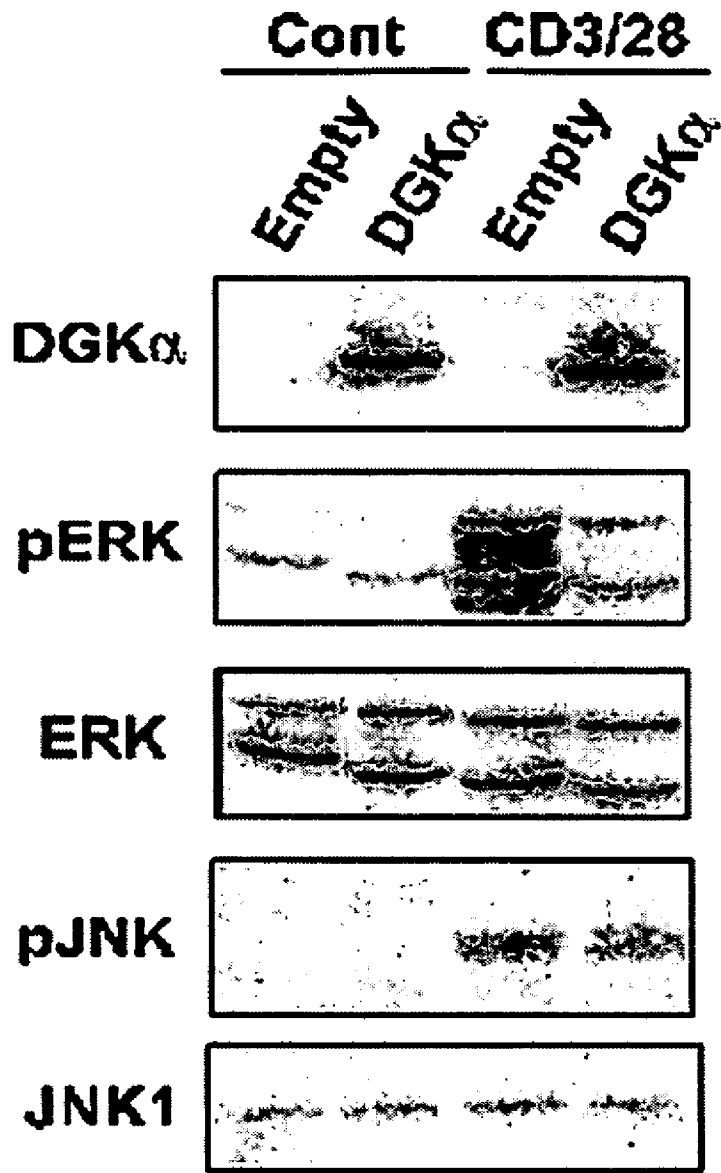 Cont CD3/28
Empty DGKα Empty DGKα
DGKα
pERK
ERK
pJNK
JNK1